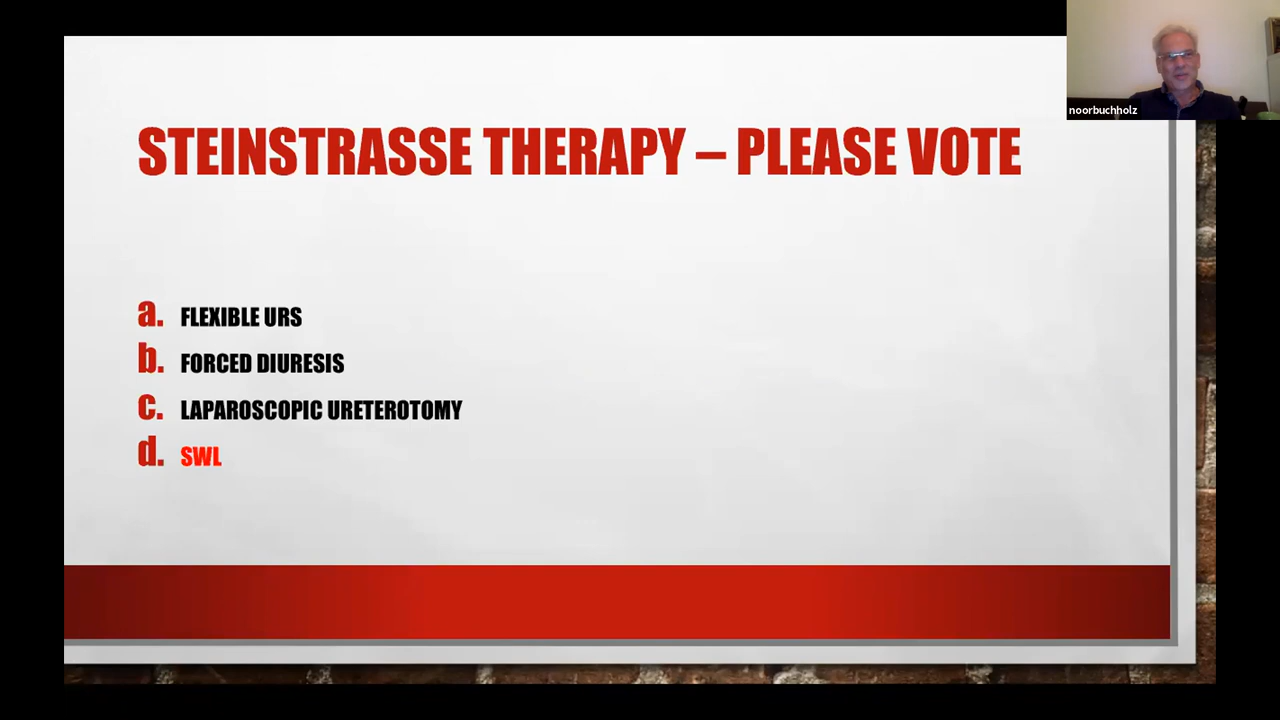 noorbuchholz
STEINSTRASSE THERAPY – PLEASE VOTE
a. FLEXIBLE URS
b. FORCED DIURESIS
c. LAPAROSCOPIC URETEROTOMY
d. SWL